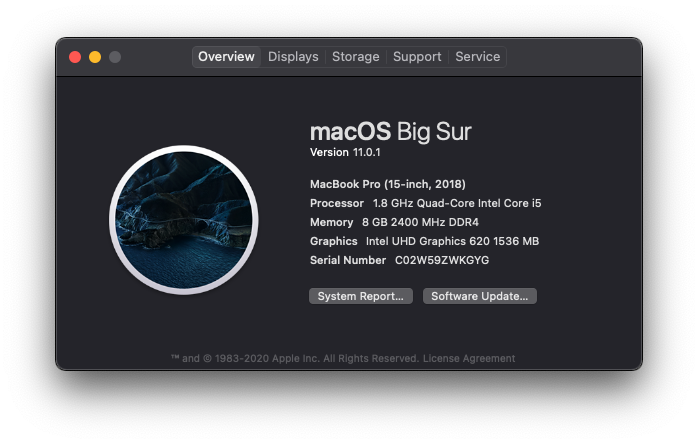 Overview Displays Storage Support Service
macOS Big Sur
Version 11.0.1
MacBook Pro (15-inch, 2018)
Processor 1.8 GHz Quad-Core Intel Core i5
Memory 8 GB 2400 MHz DDR4
Graphics Intel UHD Graphics 620 1536 MB
Serial Number C02W59ZWKGYG
System Report... Software Update...
™ and © 1983-2020 Apple Inc. All Rights Reserved. License Agreement